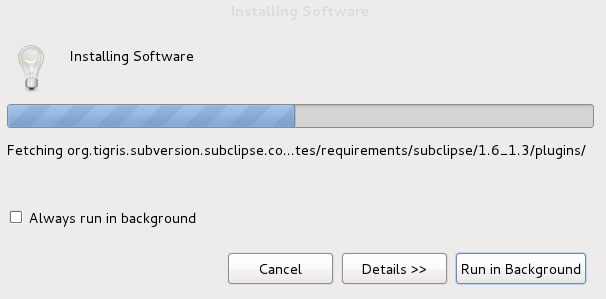 Installing Software
Installing Software
Fetching org.tigris.subversion.subclipse.co...tes/requirements/subclipse/1.6_1.3/plugins/
Always run in background
Cancel
Details >>
Run in Background